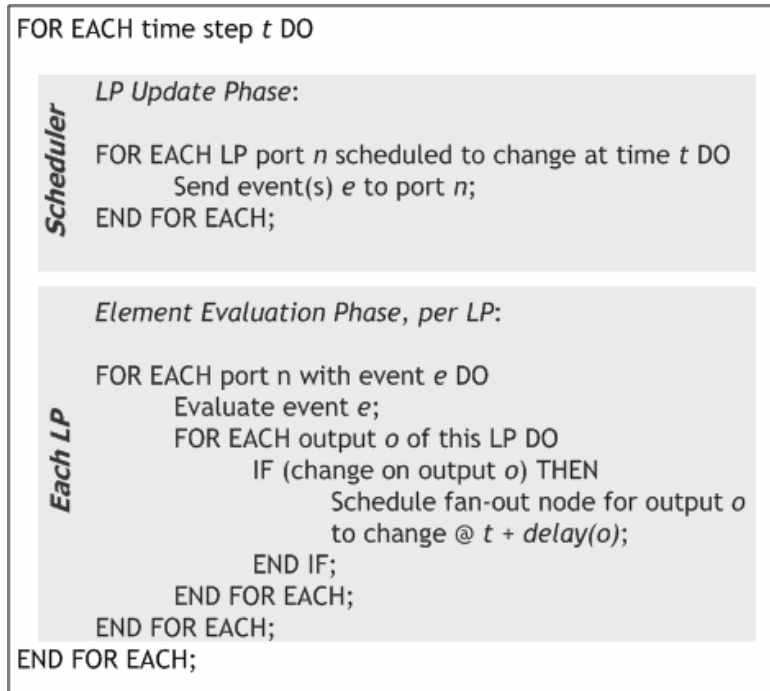 FOR EACH time step t DO
Scheduler
LP Update Phase:
FOR EACH LP port n scheduled to change at time t DO
Send event(s) e to port n;
END FOR EACH;
Each LP
Element Evaluation Phase, per LP:
FOR EACH port n with event e DO
Evaluate event e;
FOR EACH output o of this LP DO
IF (change on output o) THEN
Schedule fan-out node for output o
to change @ t + delay(o);
END IF;
END FOR EACH;
END FOR EACH;
END FOR EACH;